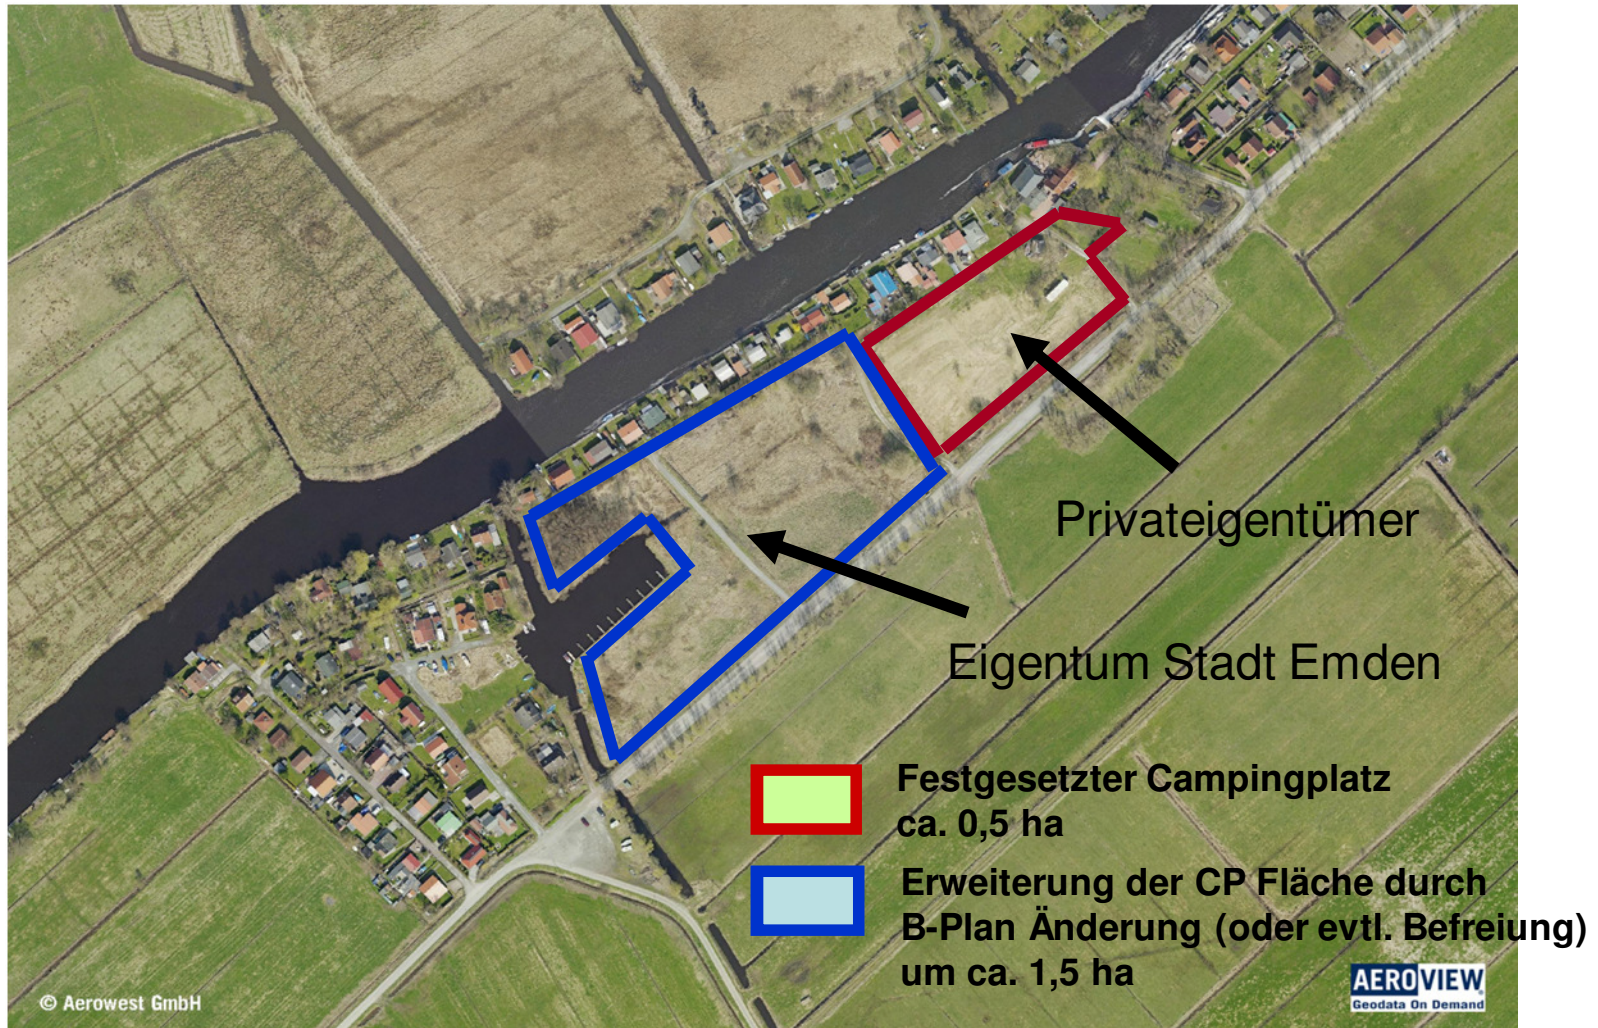 Privateigentümer
Eigentum Stadt Emden
Festgesetzter Campingplatz
ca. 0,5 ha
Erweiterung der CP Fläche durch
B-Plan Änderung (oder evtl. Befreiung)
um ca. 1,5 ha
© Aerowest GmbH
AEROVIEW
Geodata On Demand